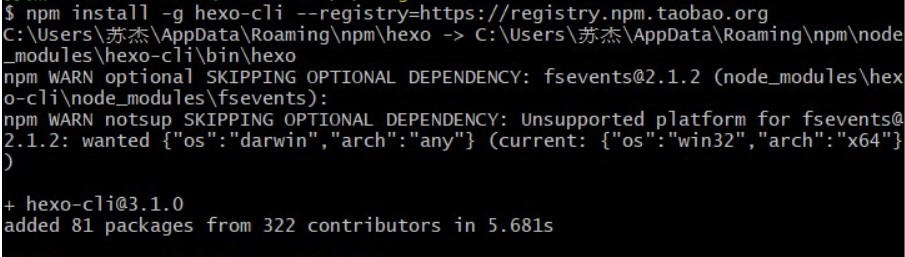 $ npm install -g hexo-cli --registry=https://registry.npm.taobao.org
C:\Users\苏杰\AppData\Roaming\npm\hexo -> C:\Users\苏杰\AppData\Roaming\npm\node
_modules\hexo-cli\bin\hexo
npm WARN optional SKIPPING OPTIONAL DEPENDENCY: fsevents@2.1.2 (node_modules\hex
o-cli\node_modules\fsevents):
npm WARN notsup SKIPPING OPTIONAL DEPENDENCY: Unsupported platform for fsevents@
2.1.2: wanted {"os":"darwin","arch":"any"} (current: {"os":"win32","arch":"x64"}
)
+ hexo-cli@3.1.0
added 81 packages from 322 contributors in 5.681s